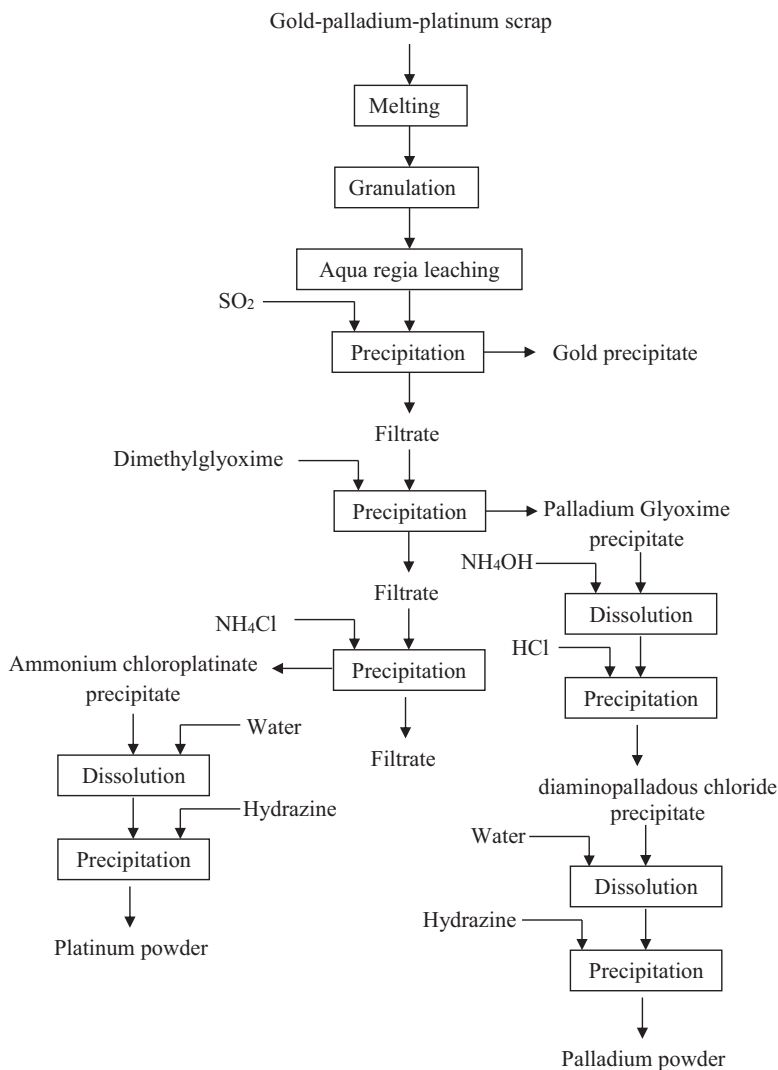 Gold-palladium-platinum scrap
Melting
Granulation
Aqua regia leaching
SO₂
Precipitation
Gold precipitate
Filtrate
Dimethylglyoxime
Precipitation
Palladium Glyoxime
precipitate
NH₄OH
Filtrate
Dissolution
NH₄Cl
HCl
Ammonium chloroplatinate
precipitate
Precipitation
Precipitation
Water
Filtrate
Dissolution
diaminopalladous chloride
precipitate
Hydrazine
Water
Precipitation
Dissolution
Hydrazine
Platinum powder
Precipitation
Palladium powder